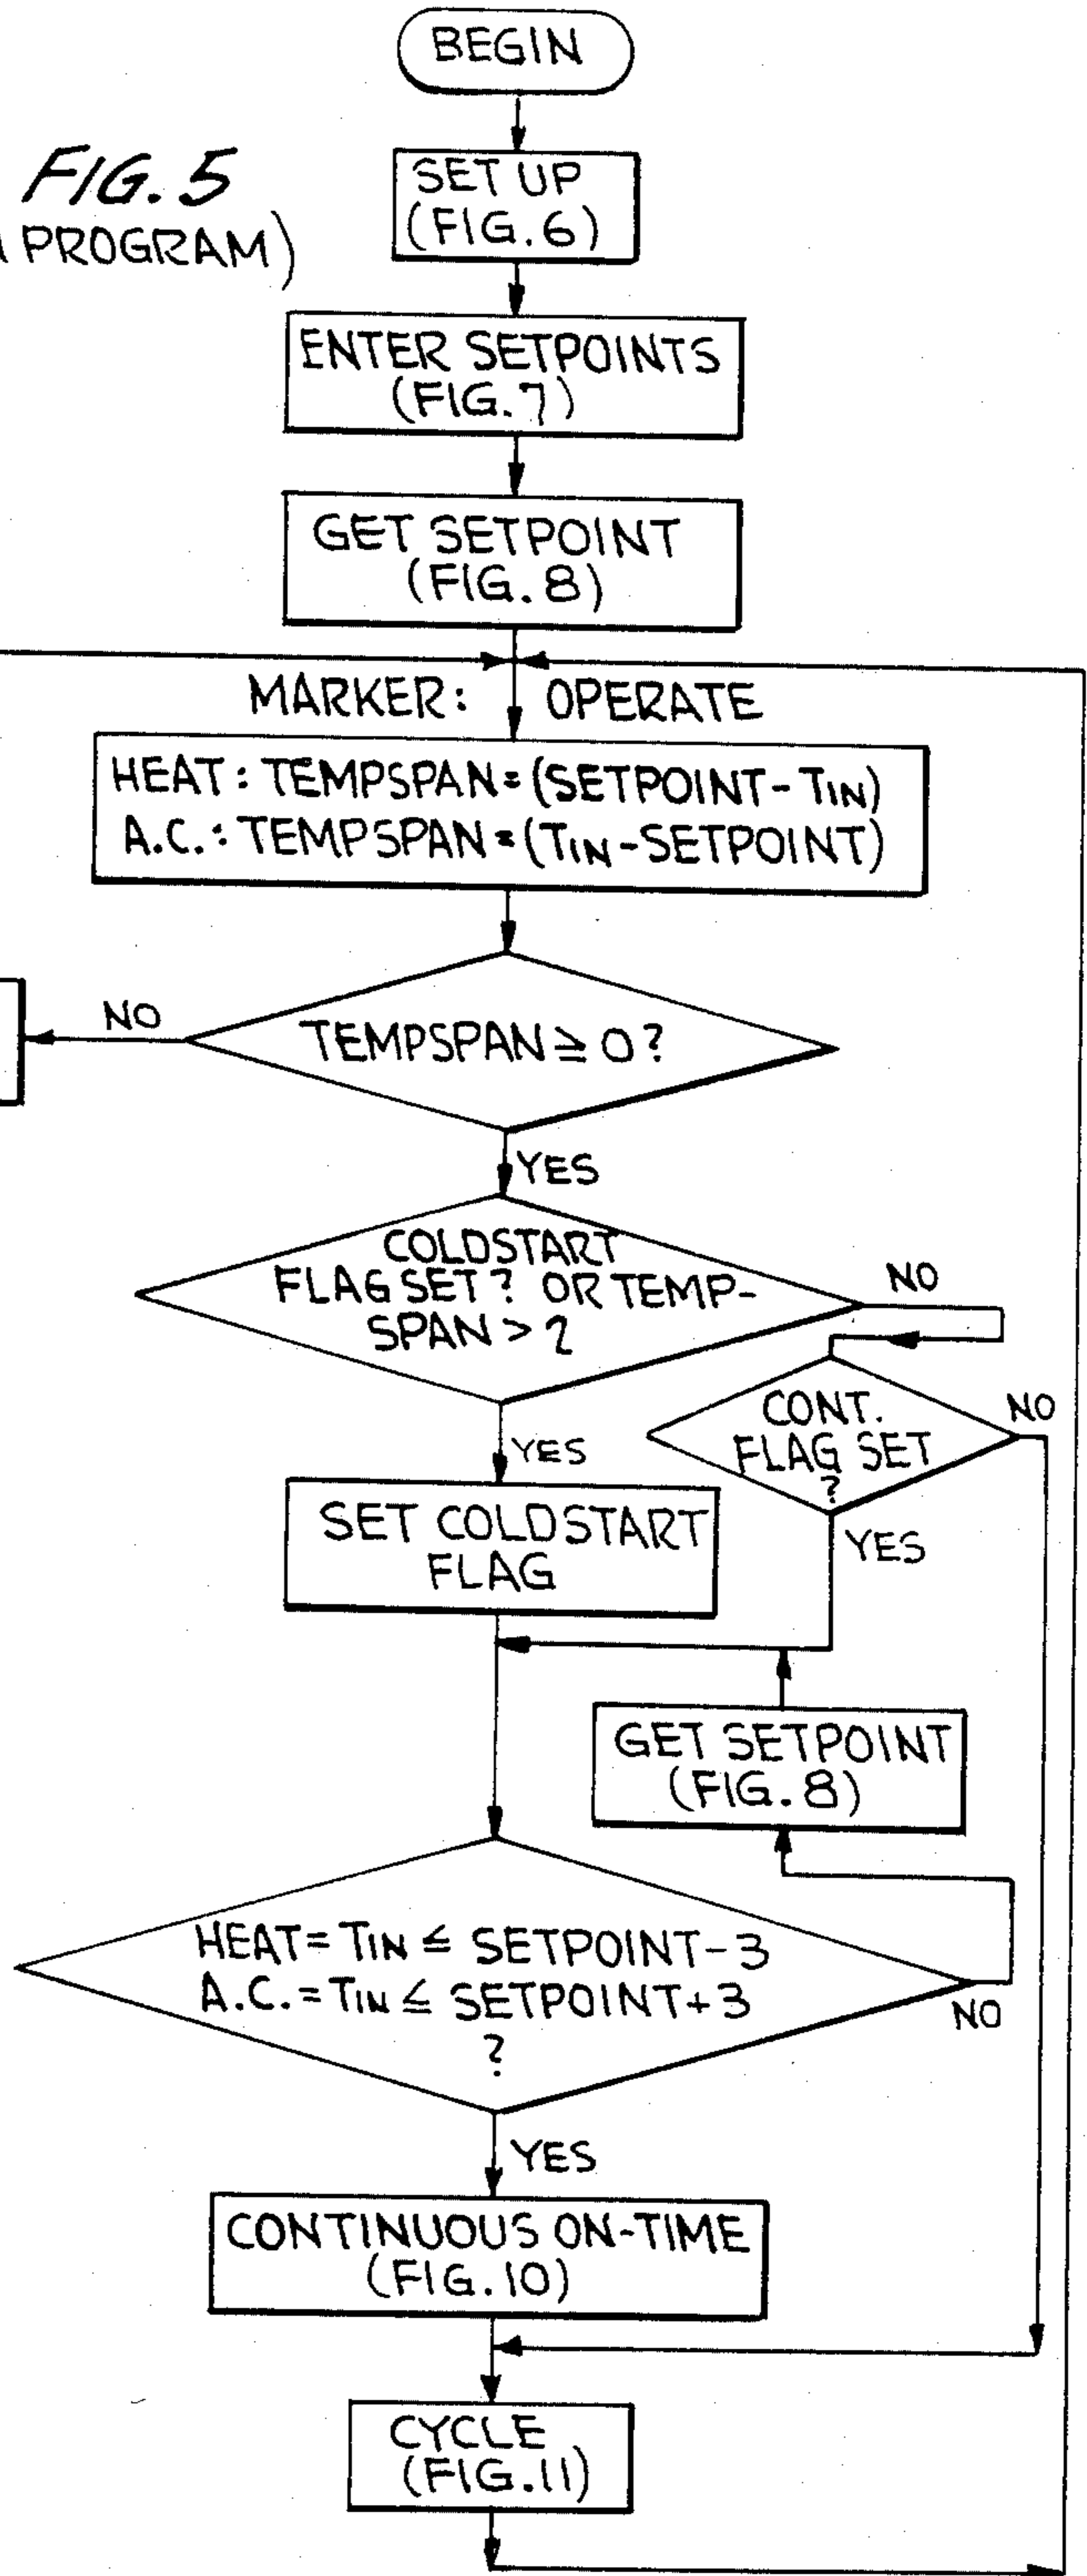 BEGIN
FIG. 5
PROGRAM)
SET UP
(FIG. 6)
ENTER SETPOINTS
(FIG. 7)
GET SETPOINT
(FIG. 8)
MARKER: OPERATE
HEAT: TEMPSPAN = (SETPOINT - TIN)
A.C.: TEMPSPAN = (TIN - SETPOINT)
NO
TEMPSPAN ≧ 0?
YES
COLDSTART
FLAG SET? OR TEMP-
SPAN > 2
NO
CONT.
FLAG SET
?
NO
YES
YES
SET COLDSTART
FLAG
GET SETPOINT
(FIG. 8)
HEAT = TIN ≤ SETPOINT - 3
A.C. = TIN ≤ SETPOINT + 3
?
NO
YES
CONTINUOUS ON-TIME
(FIG. 10)
CYCLE
(FIG. 11)